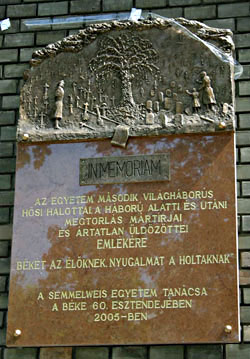 IN MEMORIAM
AZ EGYETEM MÁSODIK VILÁGHÁBORÚS
HŐSI HALOTTAI, A HÁBORÚ ALATTI ÉS UTÁNI
MEGTORLÁS MÁRTÍRJAI
ÉS ÁRTATLAN ÜLDÖZÖTTEI
EMLÉKÉRE
BÉKÉT AZ ÉLŐKNEK, NYUGALMAT A HOLTAKNAK
A SEMMELWEIS EGYETEM TANÁCSA
A BÉKE 60. ESZTENDEJÉBEN
2005-BEN